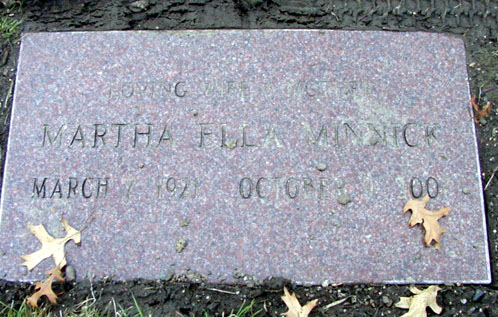 LOVING WIFE & MOTHER
MARTHA ELLA MINNICK
MARCH 7, 1921 OCTOBER